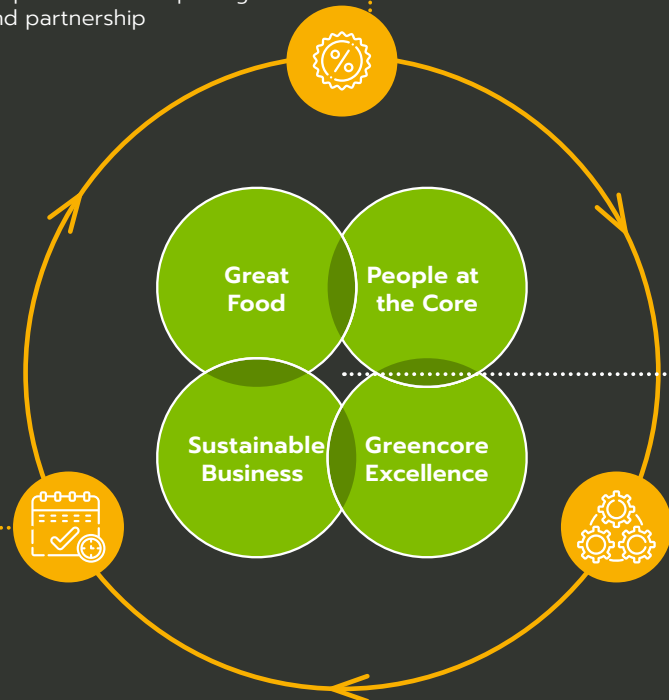 nd partnership
%
Great
Food
People at
the Core
Sustainable
Business
Greencore
Excellence